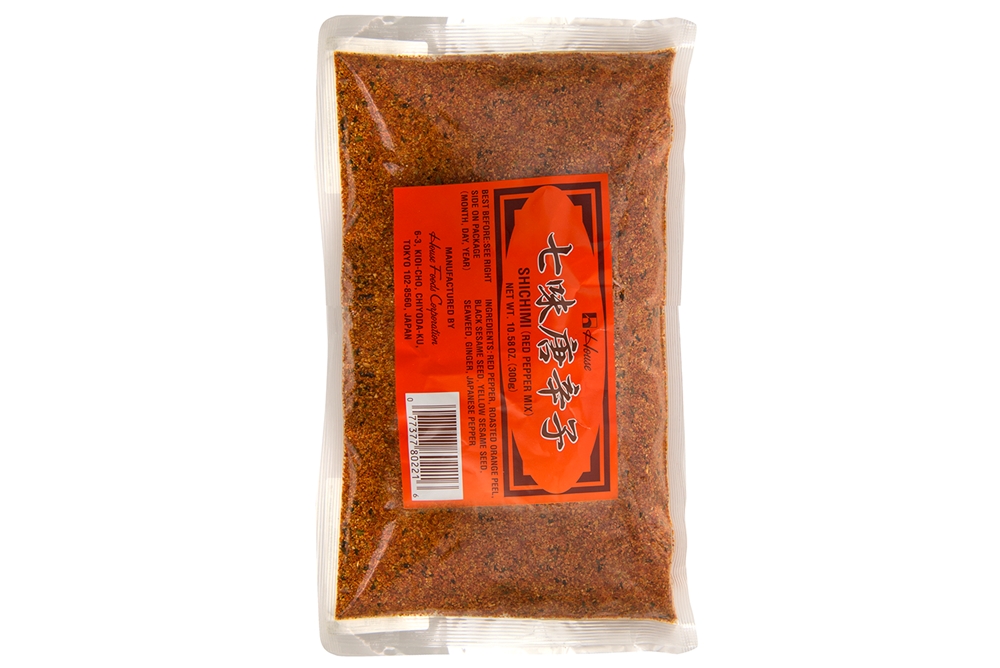 House
七味唐辛子
SHICHIMI (RED PEPPER MIX)
NET WT. 10.58 OZ. (300g)
BEST BEFORE:SEE RIGHT
SIDE ON PACKAGE
(MONTH, DAY, YEAR)
INGREDIENTS: RED PEPPER, ROASTED ORANGE PEEL,
BLACK SESAME SEED, YELLOW SESAME SEED,
SEAWEED, GINGER, JAPANESE PEPPER
MANUFACTURED BY
House Foods Corporation
6-3, KIOI-CHO, CHIYODA-KU,
TOKYO 102-8560, JAPAN
0 77377 80221 6